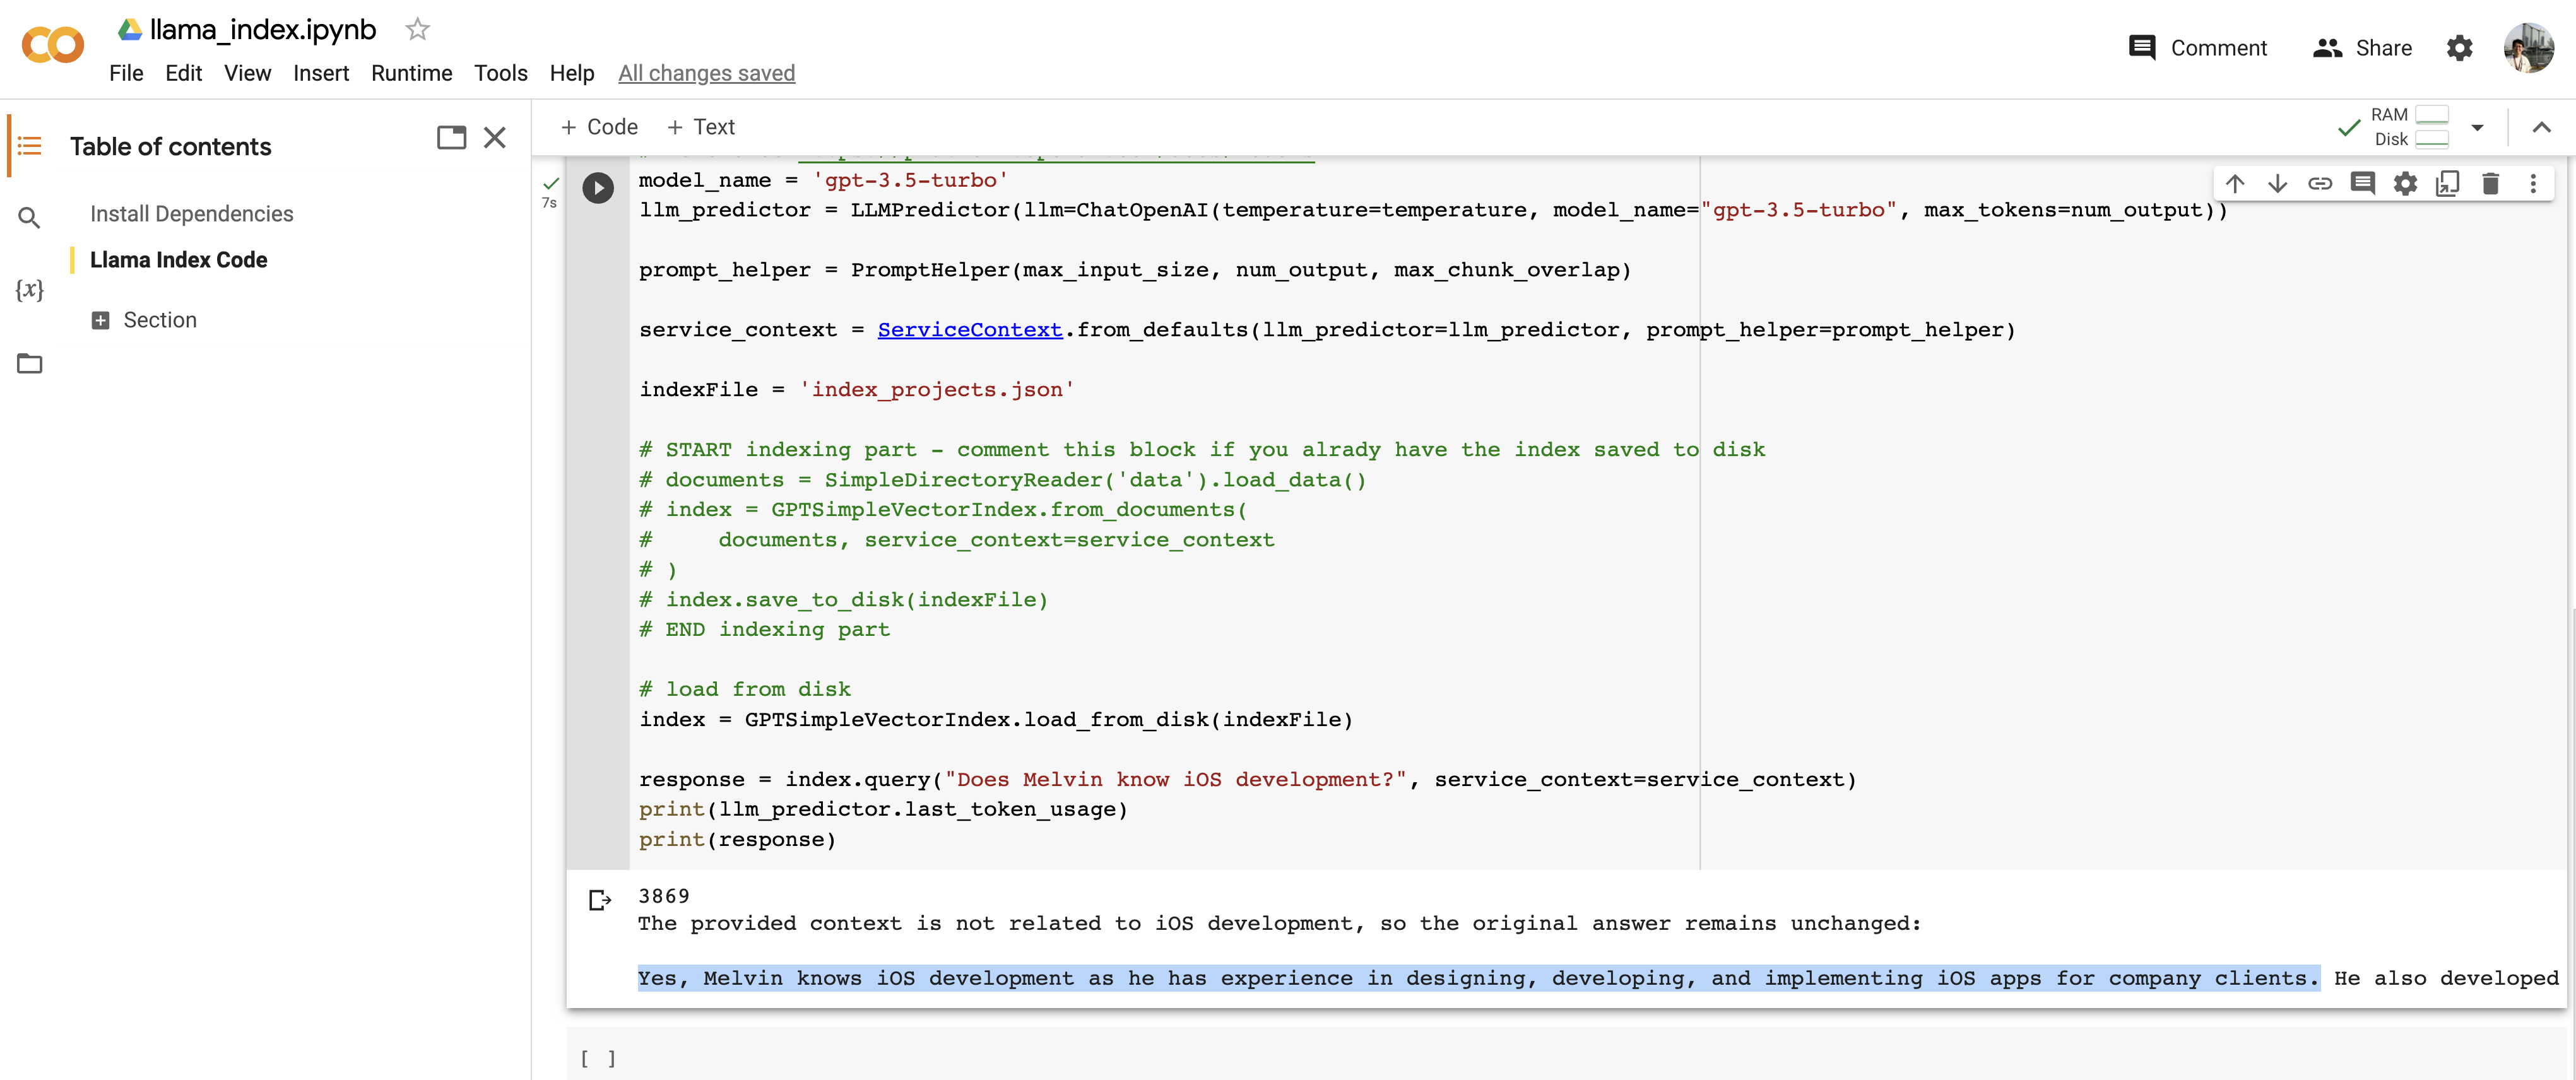 llama_index.ipynb
File Edit View Insert Runtime Tools Help All changes saved
Comment Share
Table of contents
Install Dependencies
Llama Index Code
Section
{x}
+ Code + Text
RAM
Disk
7s
model_name = 'gpt-3.5-turbo'
llm_predictor = LLMPredictor(llm=ChatOpenAI(temperature=temperature, model_name="gpt-3.5-turbo", max_tokens=num_output))
prompt_helper = PromptHelper(max_input_size, num_output, max_chunk_overlap)
service_context = ServiceContext.from_defaults(llm_predictor=llm_predictor, prompt_helper=prompt_helper)
indexFile = 'index_projects.json'
# START indexing part - comment this block if you alrady have the index saved to disk
# documents = SimpleDirectoryReader('data').load_data()
# index = GPTSimpleVectorIndex.from_documents(
#     documents, service_context=service_context
# )
# index.save_to_disk(indexFile)
# END indexing part
# load from disk
index = GPTSimpleVectorIndex.load_from_disk(indexFile)
response = index.query("Does Melvin know iOS development?", service_context=service_context)
print(llm_predictor.last_token_usage)
print(response)
3869
The provided context is not related to iOS development, so the original answer remains unchanged:
Yes, Melvin knows iOS development as he has experience in designing, developing, and implementing iOS apps for company clients. He also developed
[ ]